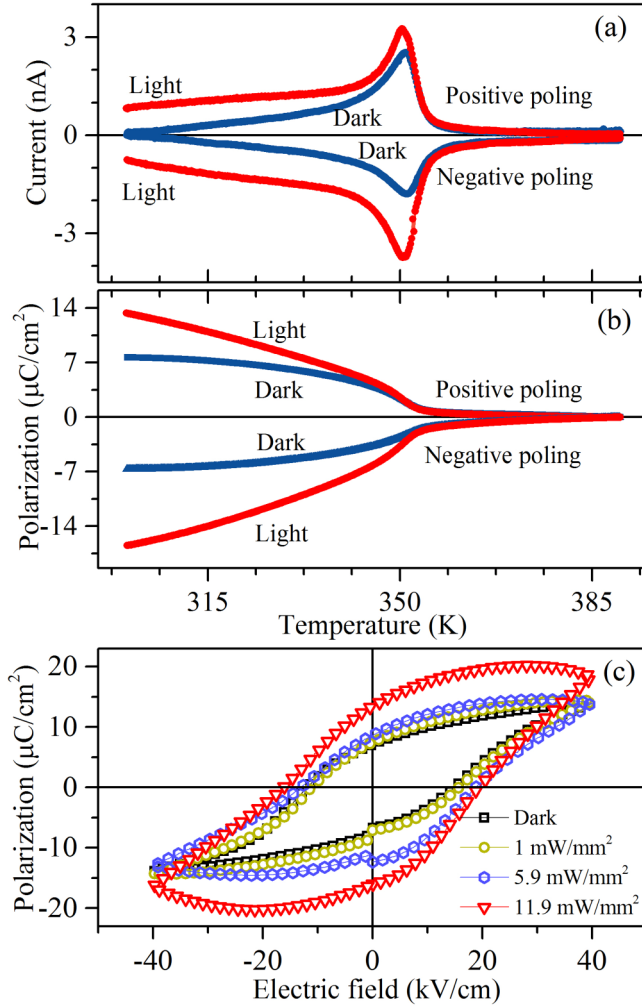 (a)
3
0
-3
Current (nA)
Light
Dark
Positive poling
Dark
Light
Negative poling
(b)
14
7
0
-7
-14
Polarization (μC/cm²)
Light
Dark
Positive poling
Dark
Negative poling
Light
315 350 385
Temperature (K)
(c)
20
10
0
-10
-20
Polarization (μC/cm²)
Dark
1 mW/mm²
5.9 mW/mm²
11.9 mW/mm²
-40 -20 0 20 40
Electric field (kV/cm)